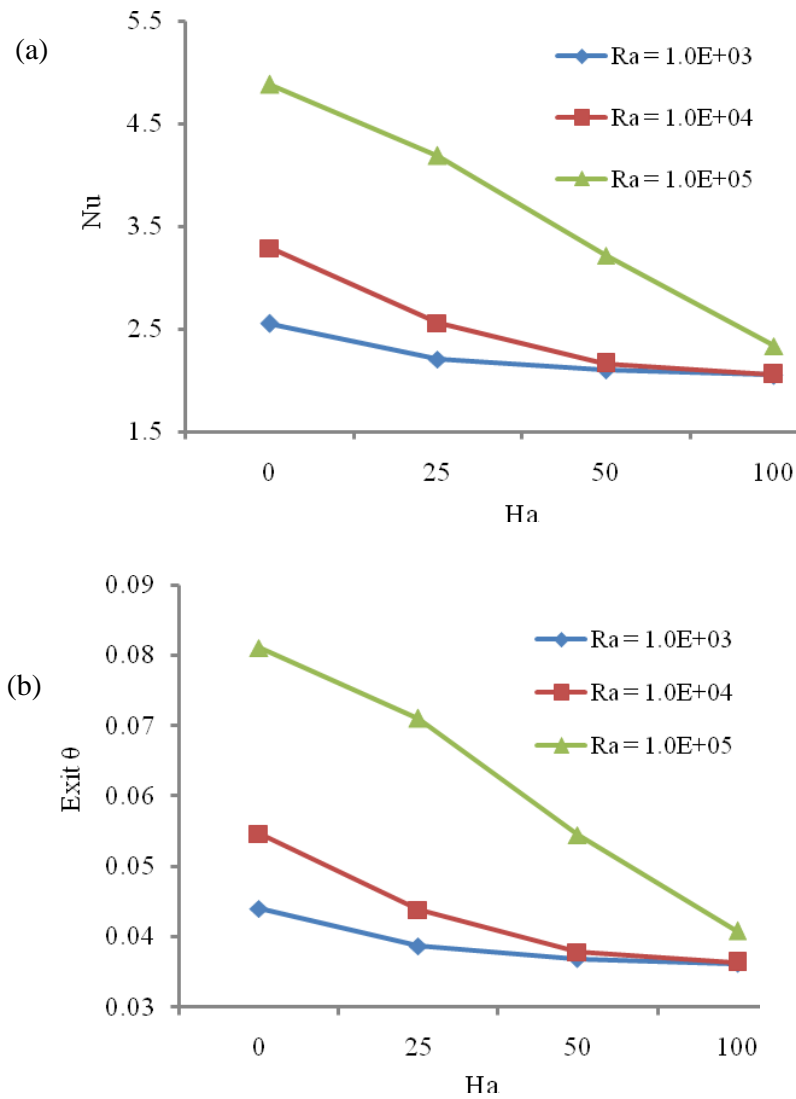 (a)
5.5
4.5
3.5
2.5
1.5
Nu
Ra = 1.0E+03
Ra = 1.0E+04
Ra = 1.0E+05
0 25 50 100
Ha
(b)
0.09
0.08
0.07
0.06
0.05
0.04
0.03
Exit θ
Ra = 1.0E+03
Ra = 1.0E+04
Ra = 1.0E+05
0 25 50 100
Ha